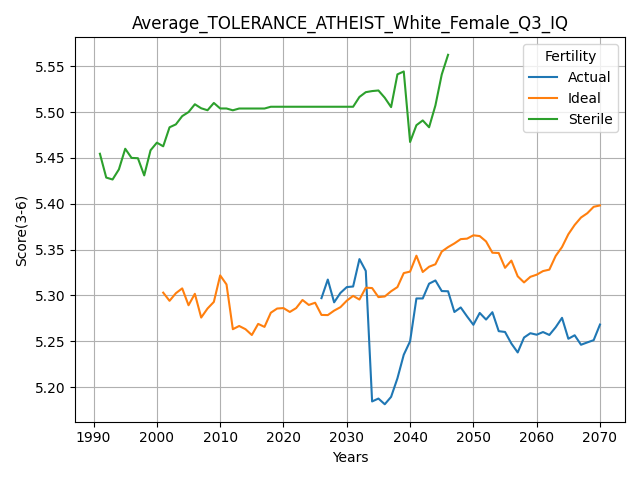 Average_TOLERANCE_ATHEIST_White_Female_Q3_IQ
Fertility
Actual
Ideal
Sterile
Score(3-6)
5.55
5.50
5.45
5.40
5.35
5.30
5.25
5.20
1990 2000 2010 2020 2030 2040 2050 2060 2070
Years